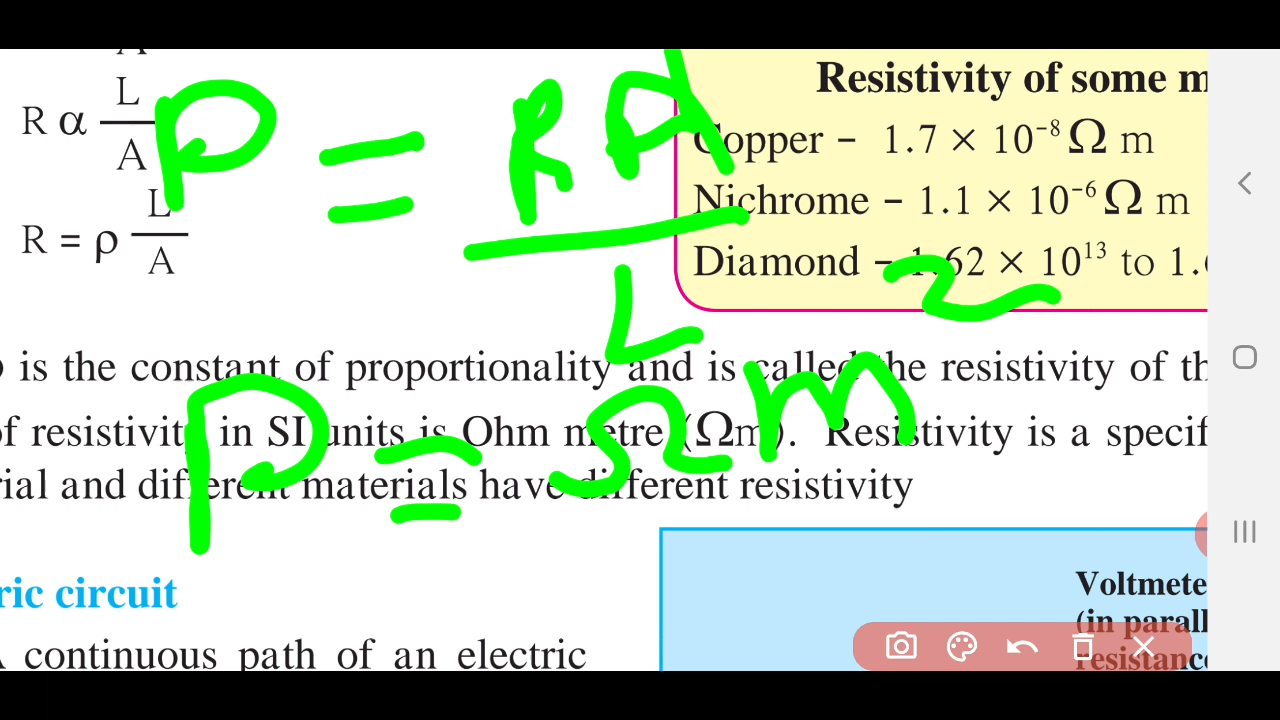 L
R α
A
Resistivity of some m
Copper – 1.7 × 10⁻⁸ Ω m
Nichrome – 1.1 × 10⁻⁶ Ω m
Diamond – 1.62 × 10¹³ to 1.
L
R = ρ
A
ρ = RA
L
is the constant of proportionality and is called the resistivity of th
of resistivity in SI units is Ohm metre (Ωm). Resistivity is a specif
rial and different materials have different resistivity
ρ = Ωm
ric circuit
A continuous path of an electric
Voltmete
(in parall
resistanc